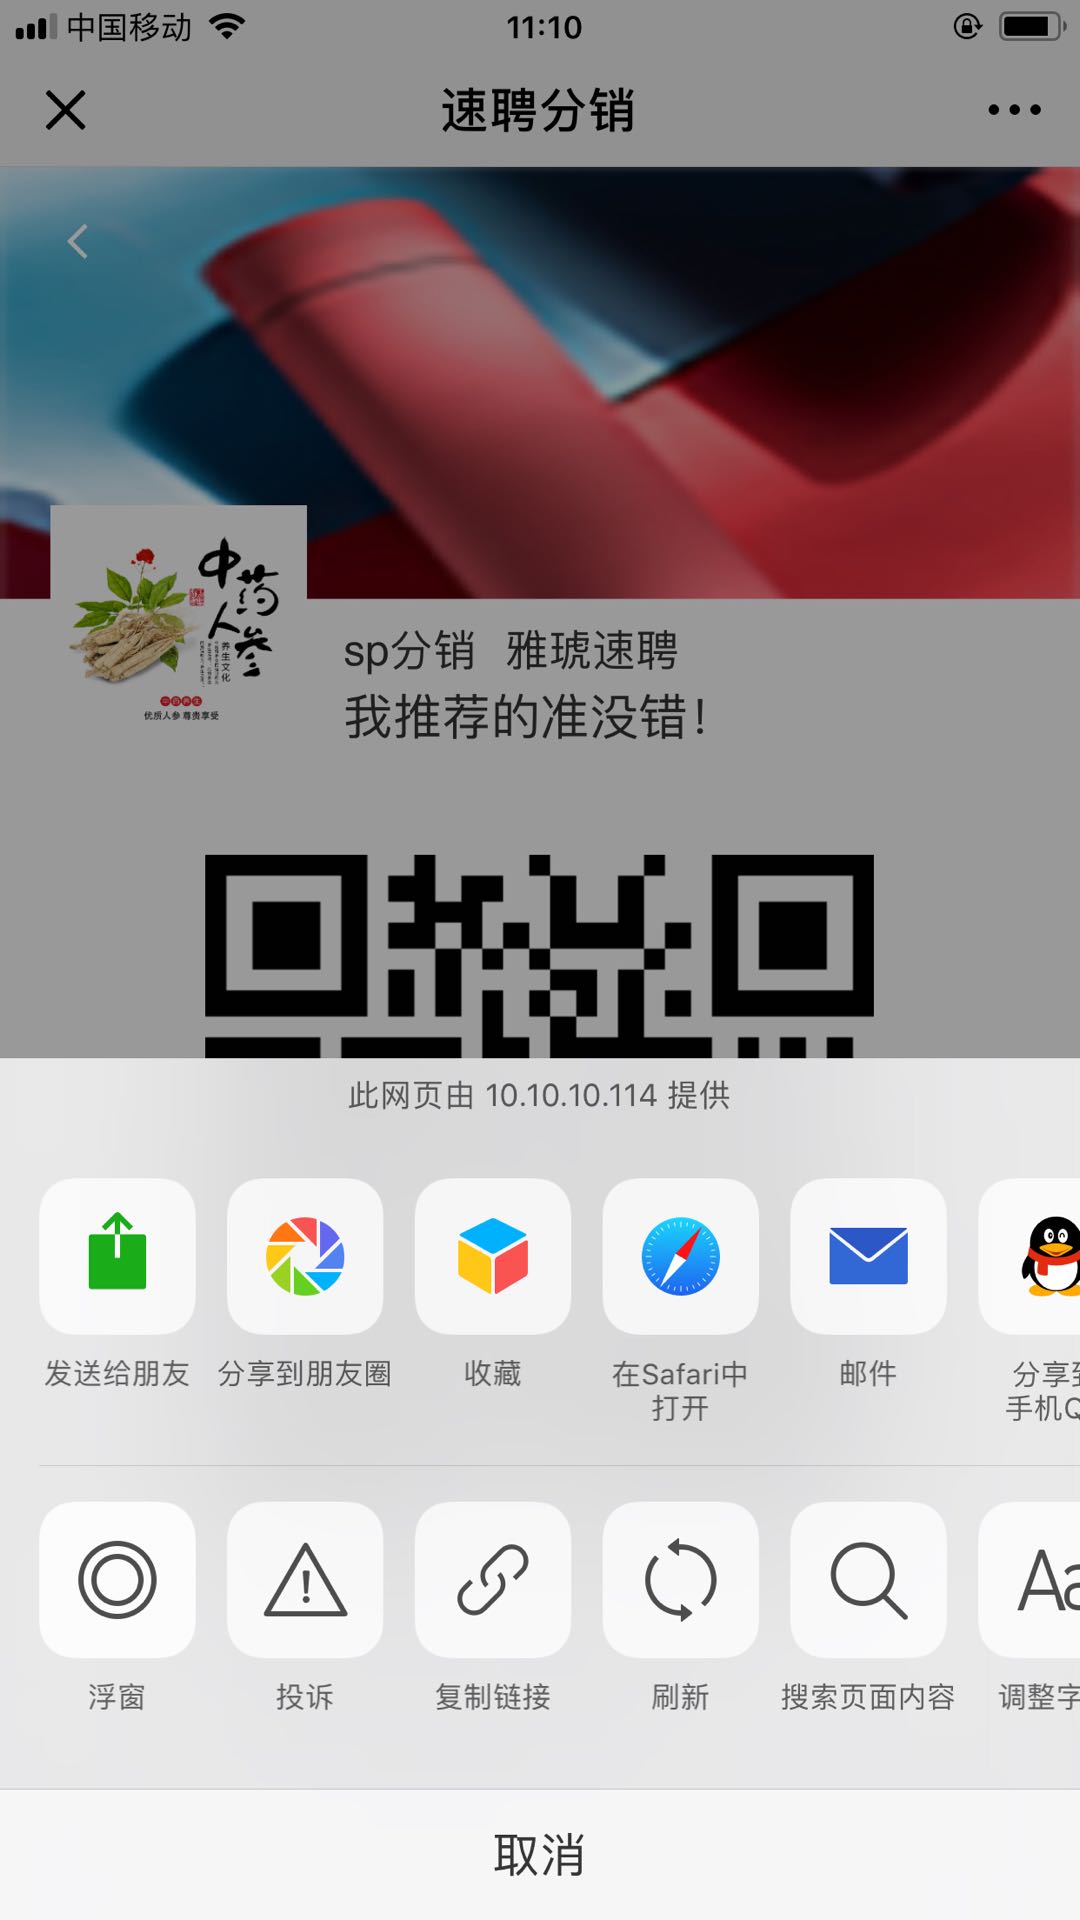 中国移动
11:10
速聘分销
中药
人参
养生文化
中药养生
优质人参 尊贵享受
sp分销 雅琥速聘
我推荐的准没错！
此网页由 10.10.10.114 提供
发送给朋友
分享到朋友圈
收藏
在Safari中
打开
邮件
分享到
手机Q
浮窗
投诉
复制链接
刷新
搜索页面内容
调整字
取消